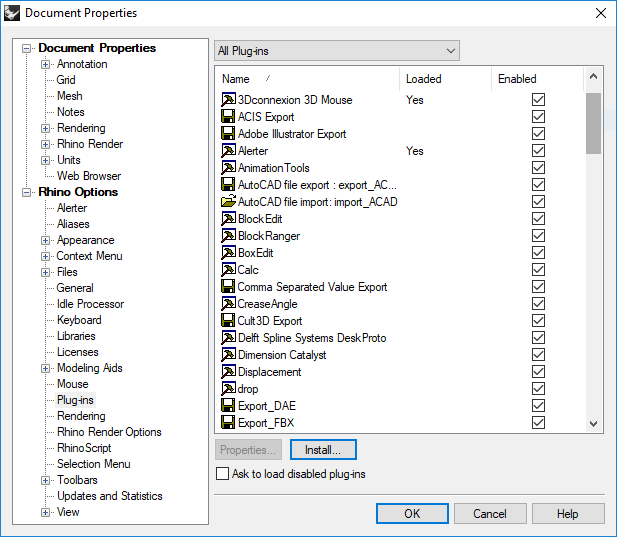 Document Properties
Document Properties
Annotation
Grid
Mesh
Notes
Rendering
Rhino Render
Units
Web Browser
Rhino Options
Alerter
Aliases
Appearance
Context Menu
Files
General
Idle Processor
Keyboard
Libraries
Licenses
Modeling Aids
Mouse
Plug-ins
Rendering
Rhino Render Options
RhinoScript
Selection Menu
Toolbars
Updates and Statistics
View
All Plug-ins
Name Loaded Enabled
3Dconnexion 3D Mouse Yes
ACIS Export
Adobe Illustrator Export
Alerter Yes
AnimationTools
AutoCAD file export : export_AC...
AutoCAD file import: import_ACAD
BlockEdit
BlockRanger
BoxEdit
Calc
Comma Separated Value Export
CreaseAngle
Cult3D Export
Delft Spline Systems DeskProto
Dimension Catalyst
Displacement
drop
Export_DAE
Export_FBX
Properties... Install...
Ask to load disabled plug-ins
OK Cancel Help